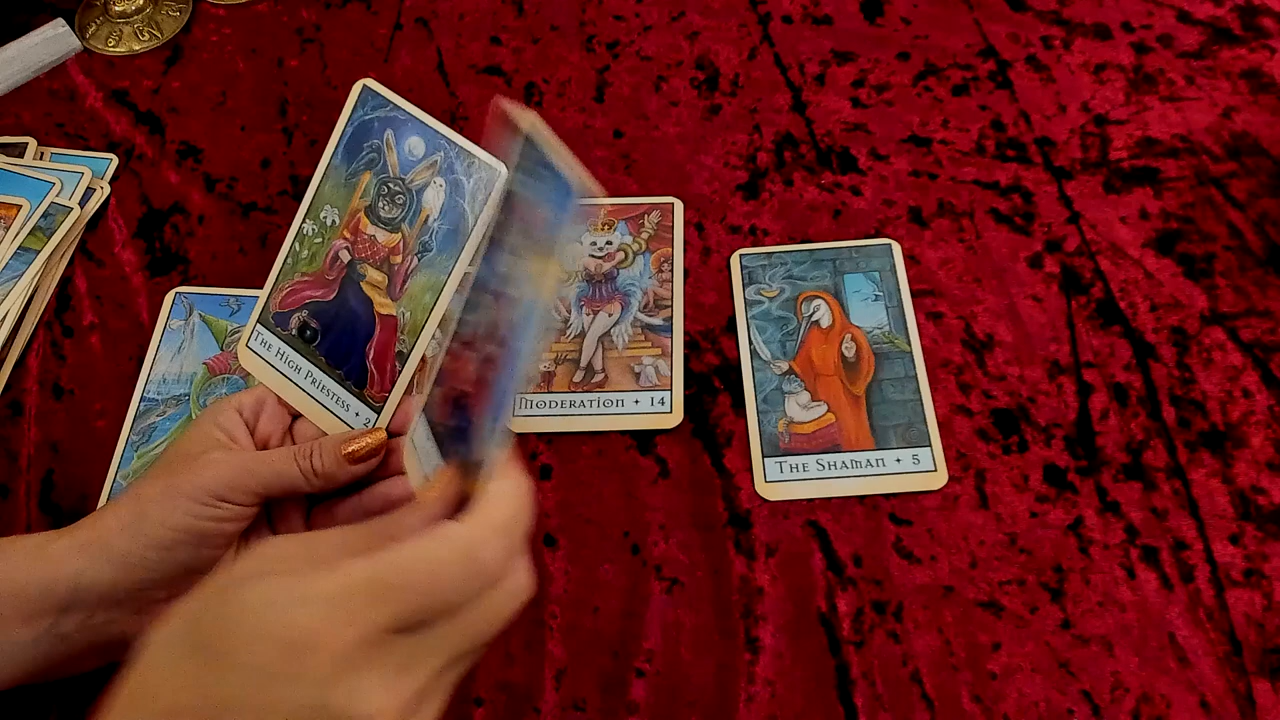 The High Priestess ✦ 2
Moderation ✦ 14
The Shaman ✦ 5